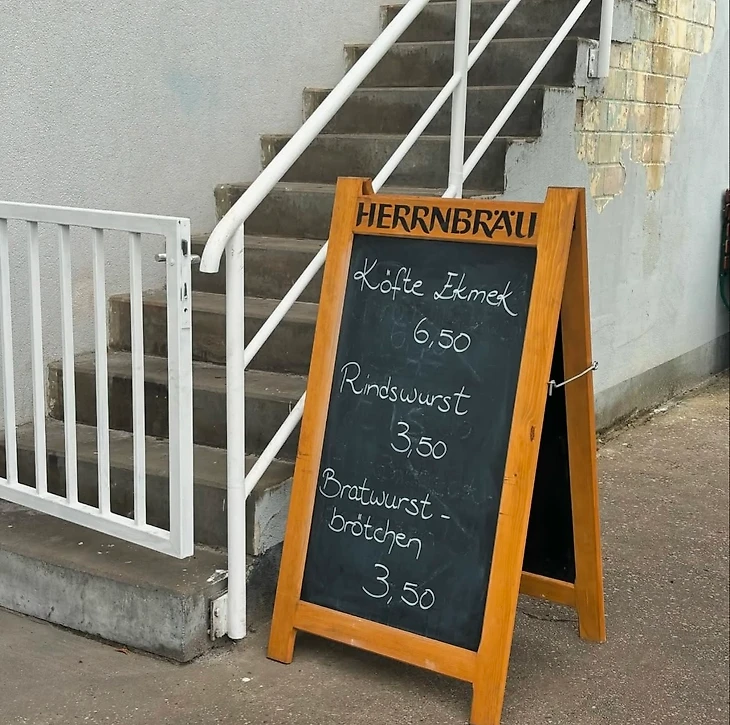 HERRNBRÄU
Köfte Ekmek
6,50
Rindswurst
3,50
Bratwurst-
brötchen
3,50